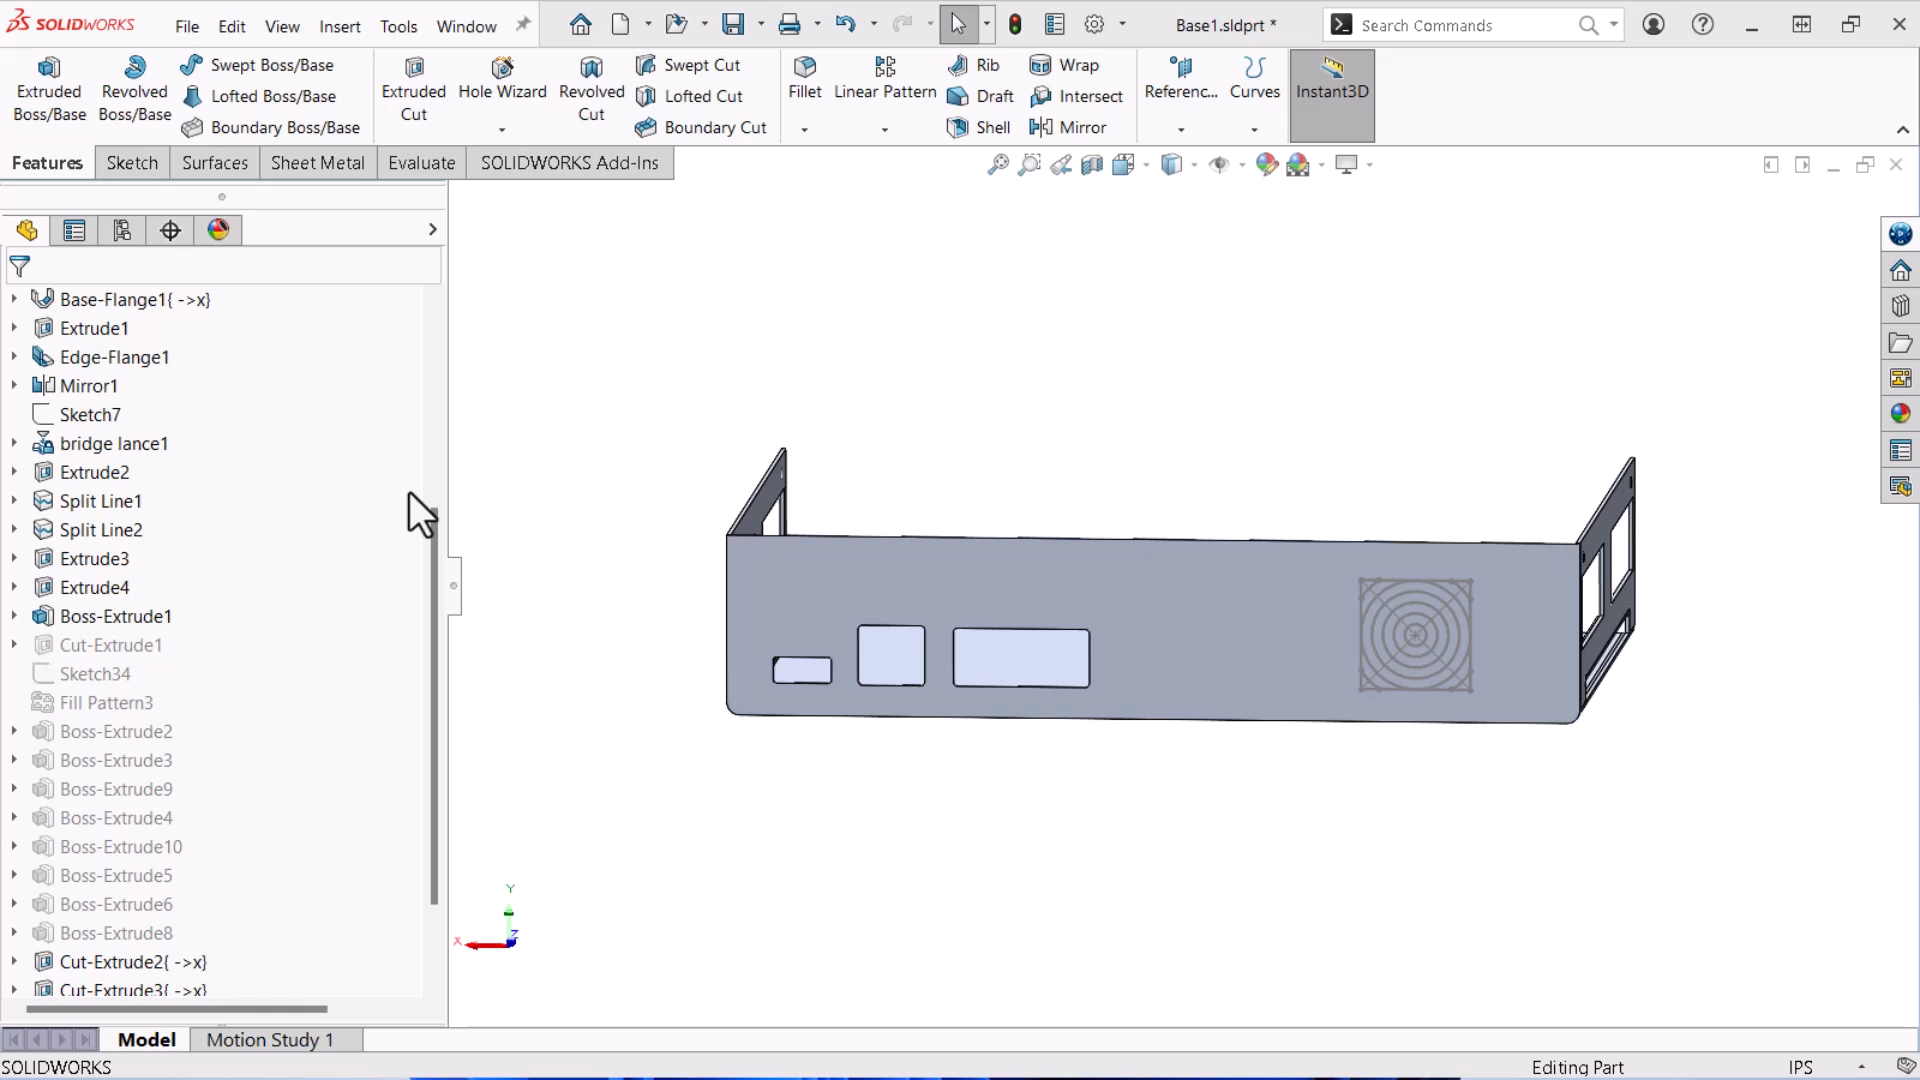 SOLIDWORKS
File Edit View Insert Tools Window
Base1.sldprt *
Search Commands
Extruded Boss/Base
Revolved Boss/Base
Swept Boss/Base
Lofted Boss/Base
Boundary Boss/Base
Extruded Cut
Hole Wizard
Revolved Cut
Swept Cut
Lofted Cut
Boundary Cut
Fillet
Linear Pattern
Rib
Draft
Shell
Wrap
Intersect
Mirror
Referenc...
Curves
Instant3D
Features Sketch Surfaces Sheet Metal Evaluate SOLIDWORKS Add-Ins
Base-Flange1{ ->x}
Extrude1
Edge-Flange1
Mirror1
Sketch7
bridge lance1
Extrude2
Split Line1
Split Line2
Extrude3
Extrude4
Boss-Extrude1
Cut-Extrude1
Sketch34
Fill Pattern3
Boss-Extrude2
Boss-Extrude3
Boss-Extrude9
Boss-Extrude4
Boss-Extrude10
Boss-Extrude5
Boss-Extrude6
Boss-Extrude8
Cut-Extrude2{ ->x}
Cut-Extrude3{ ->x}
Y
X
Z
Model Motion Study 1
SOLIDWORKS
Editing Part
IPS